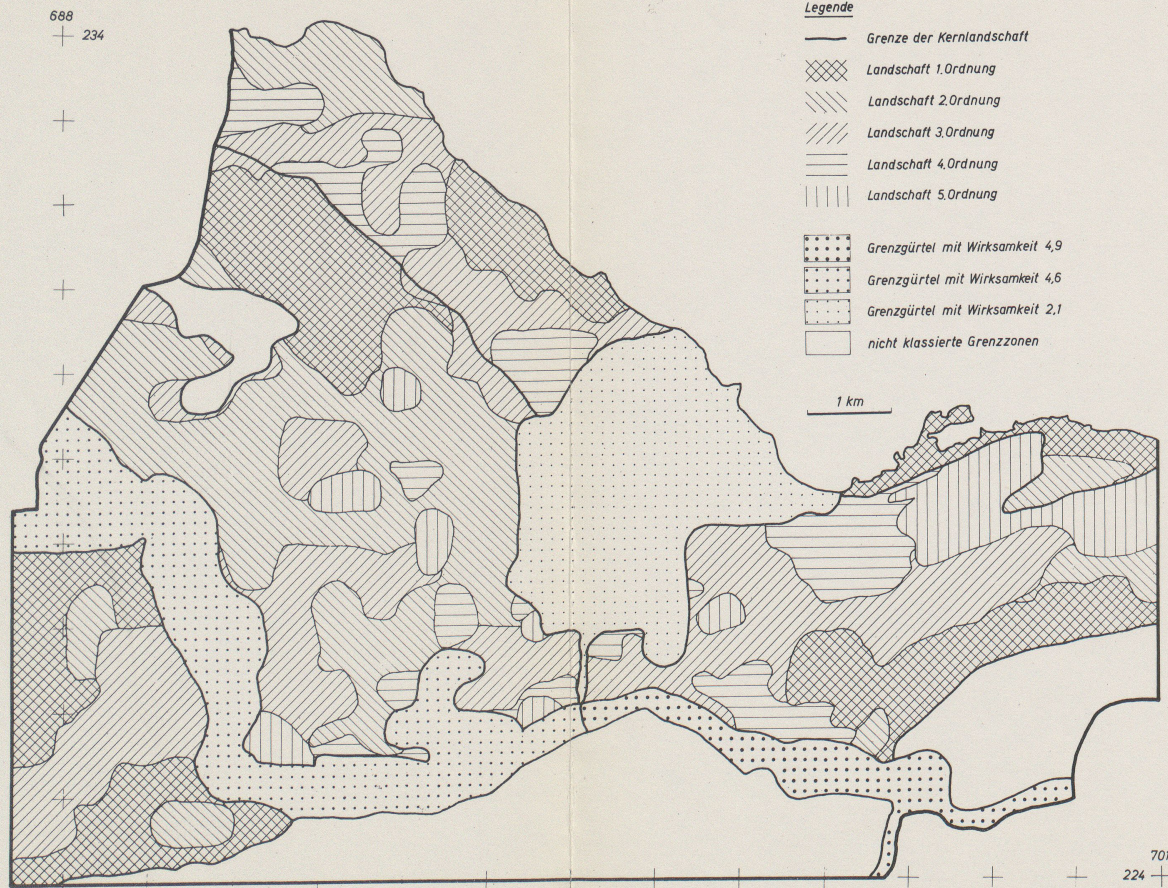 688
234
Legende
Grenze der Kernlandschaft
Landschaft 1.Ordnung
Landschaft 2.Ordnung
Landschaft 3.Ordnung
Landschaft 4.Ordnung
Landschaft 5.Ordnung
Grenzgürtel mit Wirksamkeit 4,9
Grenzgürtel mit Wirksamkeit 4,6
Grenzgürtel mit Wirksamkeit 2,1
nicht klassierte Grenzzonen
1 km
701
224